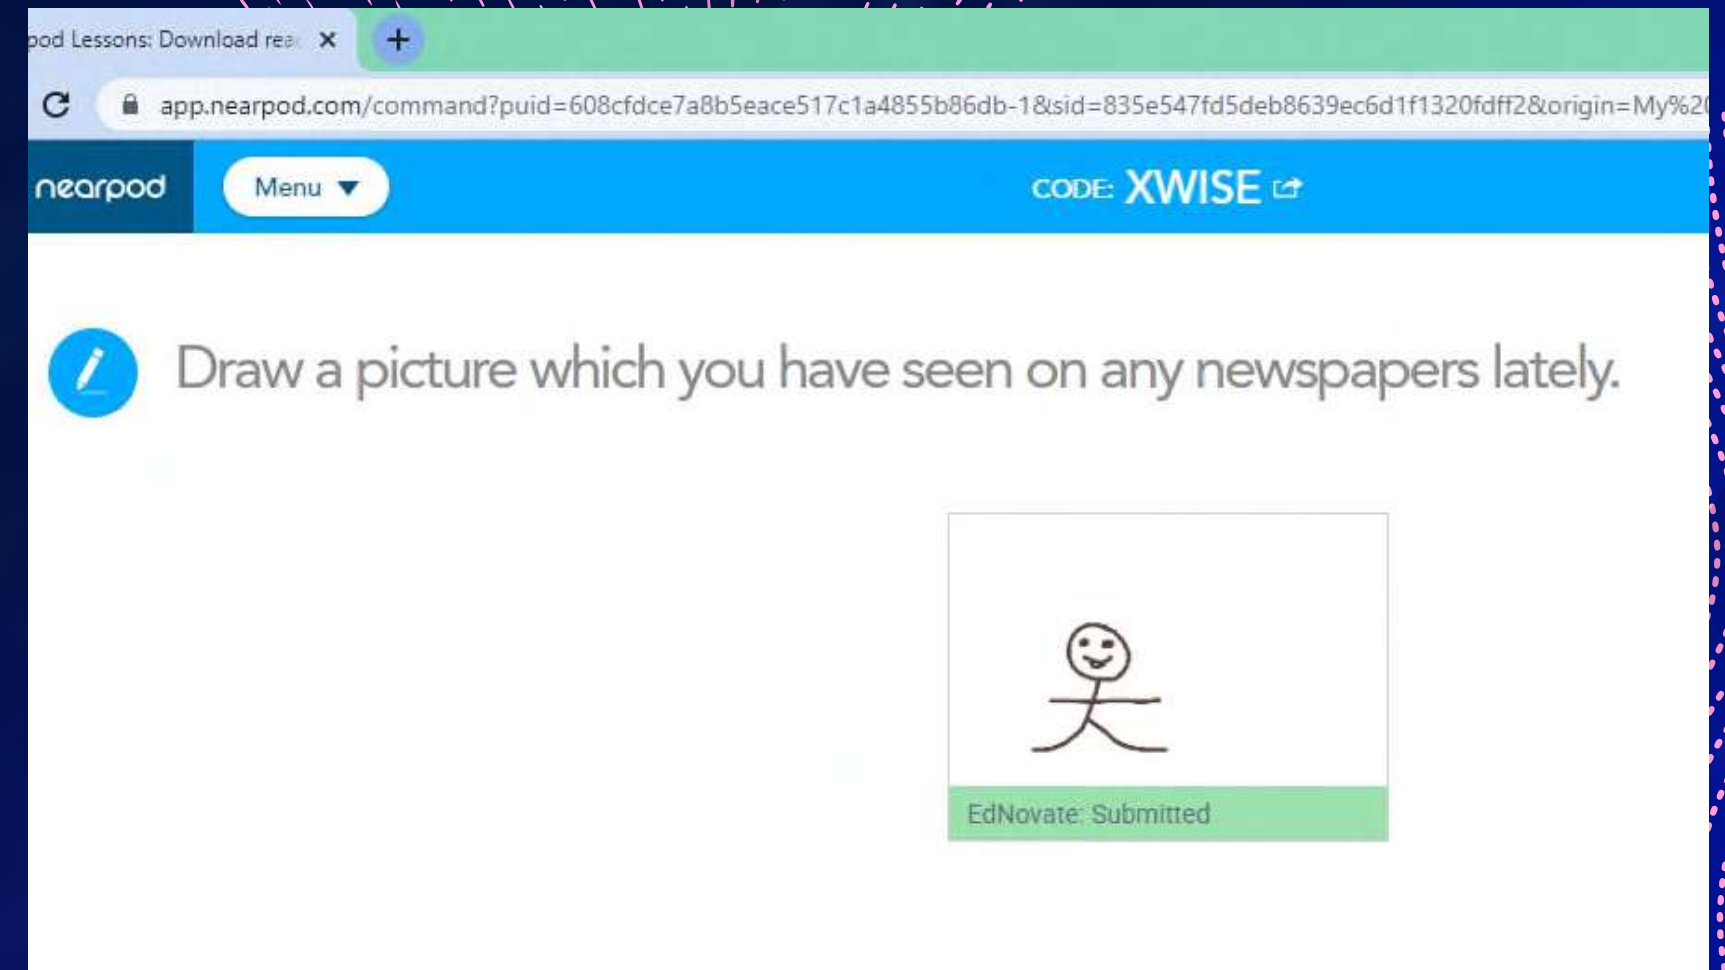 pod Lessons: Download rea
app.nearpod.com/command?puid=608cfdce7a8b5eace517c1a4855b86db-1&sid=835e547fd5deb8639ec6d1f1320fdff2&origin=My%20
nearpod
Menu
CODE: XWISE
Draw a picture which you have seen on any newspapers lately.
EdNovate: Submitted